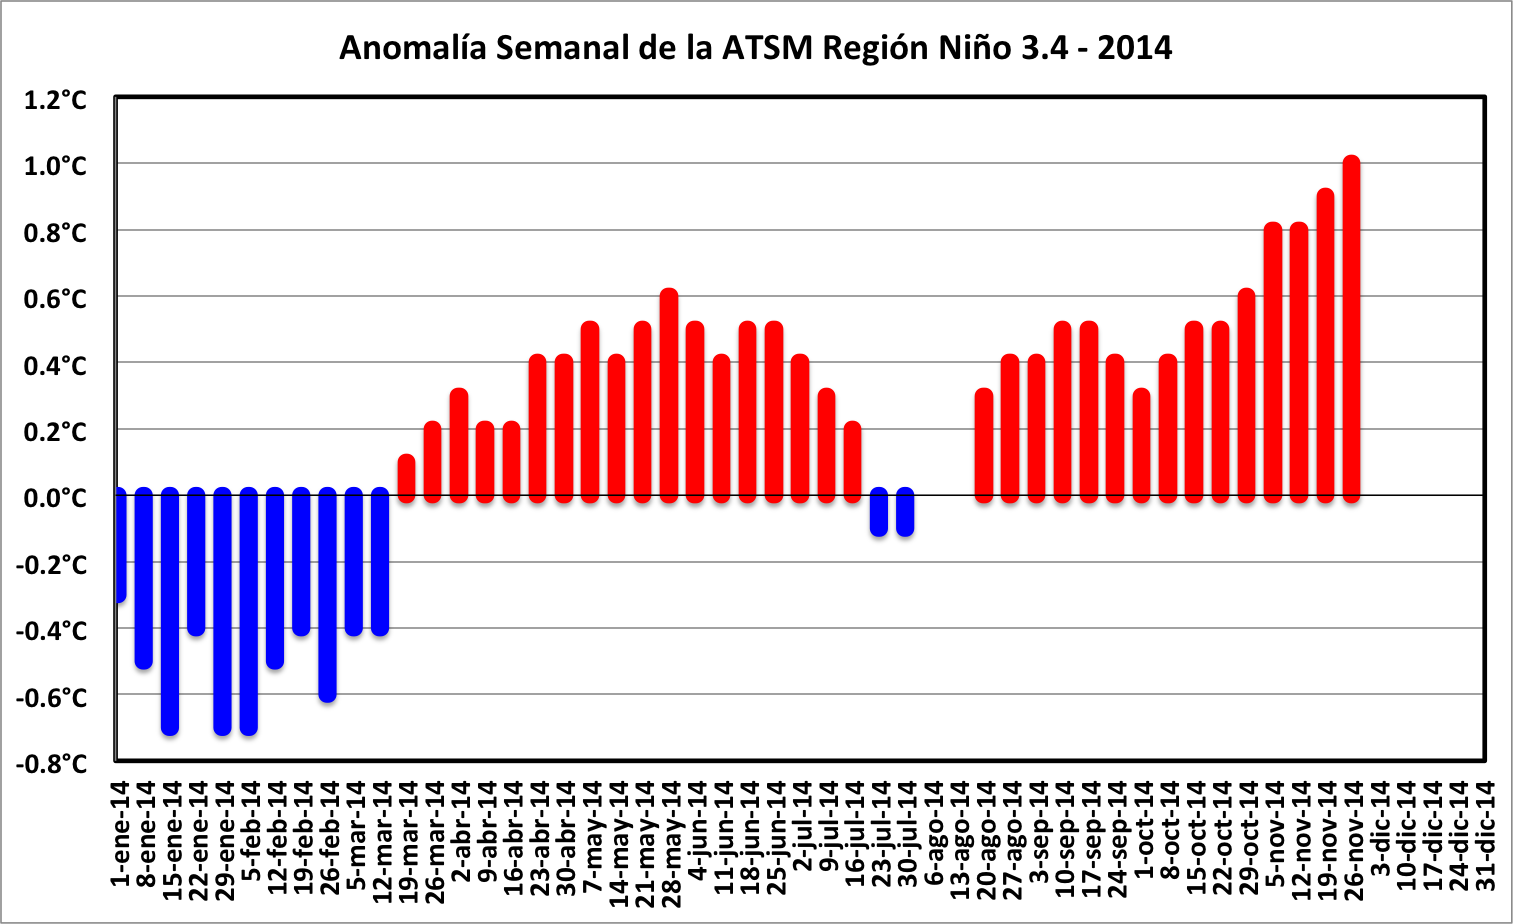 Anomalía Semanal de la ATSM Región Niño 3.4 - 2014
1.2°C
1.0°C
0.8°C
0.6°C
0.4°C
0.2°C
0.0°C
-0.2°C
-0.4°C
-0.6°C
-0.8°C
1-ene-14
8-ene-14
15-ene-14
22-ene-14
29-ene-14
5-feb-14
12-feb-14
19-feb-14
26-feb-14
5-mar-14
12-mar-14
19-mar-14
26-mar-14
2-abr-14
9-abr-14
16-abr-14
23-abr-14
30-abr-14
7-may-14
14-may-14
21-may-14
28-may-14
4-jun-14
11-jun-14
18-jun-14
25-jun-14
2-jul-14
9-jul-14
16-jul-14
23-jul-14
30-jul-14
6-ago-14
13-ago-14
20-ago-14
27-ago-14
3-sep-14
10-sep-14
17-sep-14
24-sep-14
1-oct-14
8-oct-14
15-oct-14
22-oct-14
29-oct-14
5-nov-14
12-nov-14
19-nov-14
26-nov-14
3-dic-14
10-dic-14
17-dic-14
24-dic-14
31-dic-14